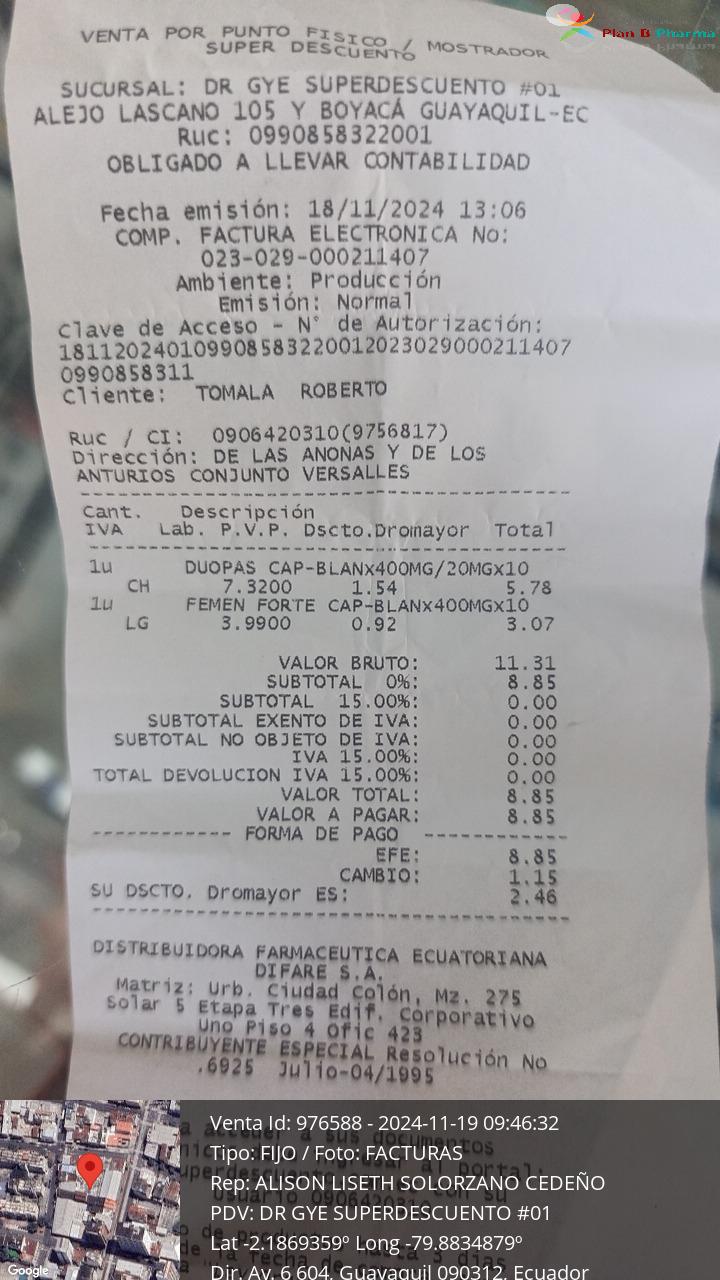 Plan B Pharma
VENTA POR PUNTO FISICO / MOSTRADOR
SUPER DESCUENTO
SUCURSAL: DR GYE SUPERDESCUENTO #01
ALEJO LASCANO 105 Y BOYACÁ GUAYAQUIL-EC
Ruc: 0990858322001
OBLIGADO A LLEVAR CONTABILIDAD
Fecha emisión: 18/11/2024 13:06
COMP. FACTURA ELECTRONICA No:
023-029-000211407
Ambiente: Producción
Emisión: Normal
Clave de Acceso - N° de Autorización:
181120240109908583220012023029000211407
0990858311
Cliente: TOMALA ROBERTO
Ruc / CI: 0906420310(9756817)
Dirección: DE LAS ANONAS Y DE LOS
ANTURIOS CONJUNTO VERSALLES
Cant. Descripción
IVA Lab. P.V.P. Dscto.Dromayor Total
1u DUOPAS CAP-BLANx400MG/20MGx10
CH 7.3200 1.54 5.78
1u FEMEN FORTE CAP-BLANx400MGx10
LG 3.9900 0.92 3.07
VALOR BRUTO: 11.31
SUBTOTAL 0%: 8.85
SUBTOTAL 15.00%: 0.00
SUBTOTAL EXENTO DE IVA: 0.00
SUBTOTAL NO OBJETO DE IVA: 0.00
IVA 15.00%: 0.00
TOTAL DEVOLUCION IVA 15.00%: 0.00
VALOR TOTAL: 8.85
VALOR A PAGAR: 8.85
------------ FORMA DE PAGO ------------
EFE: 8.85
CAMBIO: 1.15
SU DSCTO. Dromayor ES: 2.46
DISTRIBUIDORA FARMACEUTICA ECUATORIANA
DIFARE S.A.
Matriz: Urb. Ciudad Colón, Mz. 275
Solar 5 Etapa Tres Edif. Corporativo
Uno Piso 4 Ofic 423
CONTRIBUYENTE ESPECIAL Resolución No
.6925 Julio-04/1995
Venta Id: 976588 - 2024-11-19 09:46:32
Tipo: FIJO / Foto: FACTURAS
Rep: ALISON LISETH SOLORZANO CEDEÑO
PDV: DR GYE SUPERDESCUENTO #01
Lat -2.1869359º Long -79.8834879º
Dir. Av. 6 604, Guayaquil 090312, Ecuador
Google